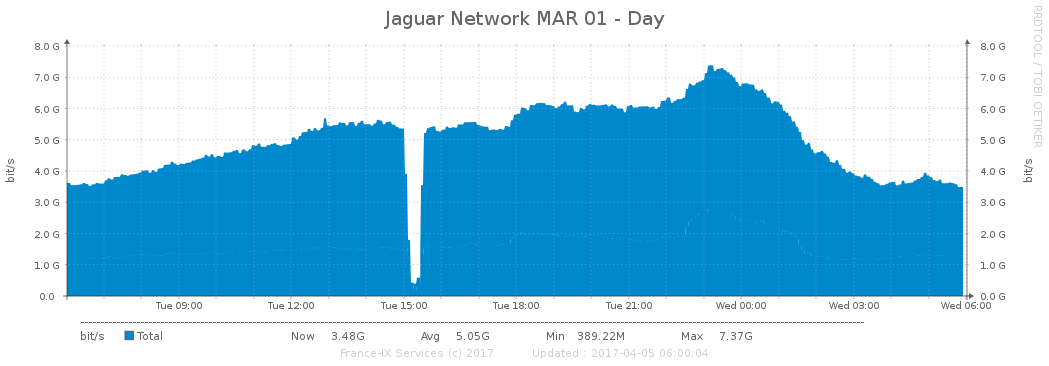 Jaguar Network MAR 01 - Day
RRDTOOL / TOBI OETIKER
bit/s
8.0 G 8.0 G
7.0 G 7.0 G
6.0 G 6.0 G
5.0 G 5.0 G
4.0 G 4.0 G
3.0 G 3.0 G
2.0 G 2.0 G
1.0 G 1.0 G
0.0 0.0 G
bit/s
Tue 09:00 Tue 12:00 Tue 15:00 Tue 18:00 Tue 21:00 Wed 00:00 Wed 03:00 Wed 06:00
bit/s Total Now 3.48G Avg 5.05G Min 389.22M Max 7.37G
France-IX Services (c) 2017 Updated : 2017-04-05 06:00:04